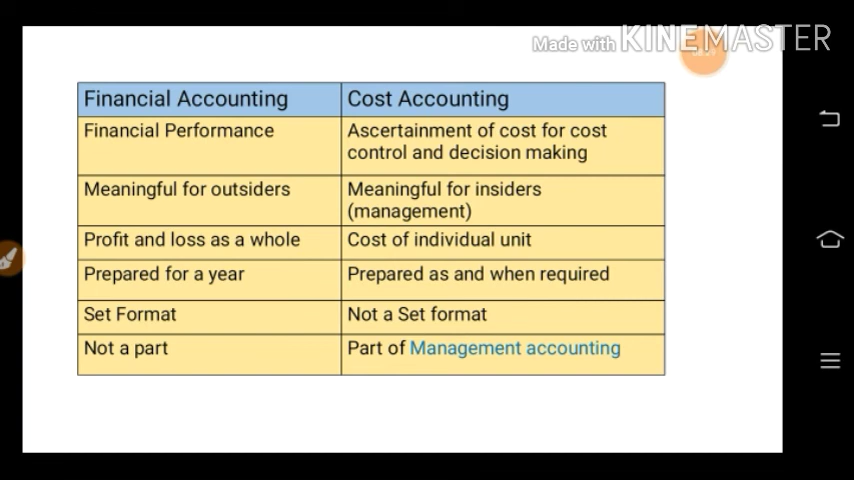 Made with KINEMASTER
Financial Accounting
Cost Accounting
Financial Performance
Ascertainment of cost for cost
control and decision making
Meaningful for outsiders
Meaningful for insiders
(management)
Profit and loss as a whole
Cost of individual unit
Prepared for a year
Prepared as and when required
Set Format
Not a Set format
Not a part
Part of Management accounting